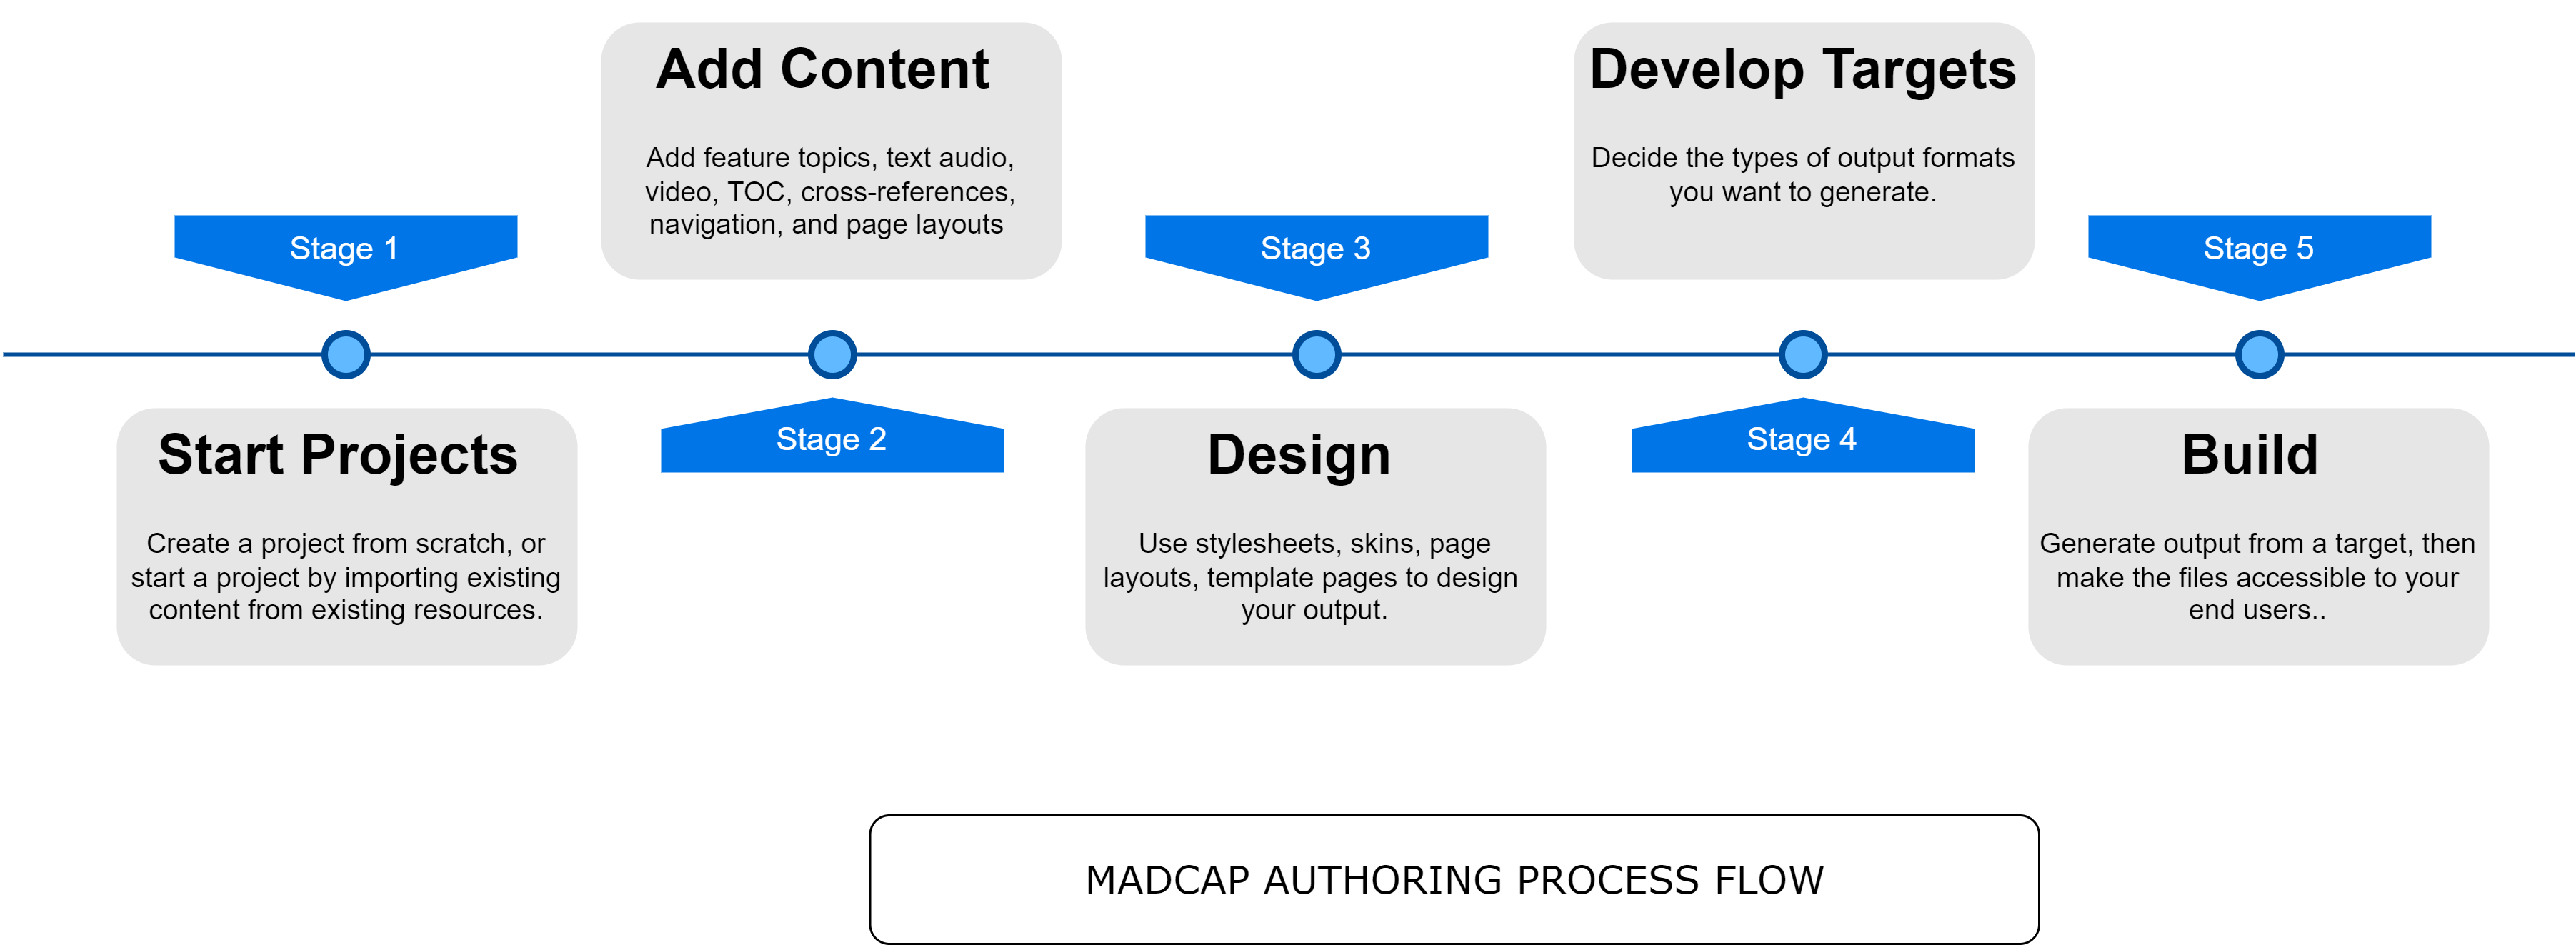 Stage 1
Start Projects
Create a project from scratch, or
start a project by importing existing
content from existing resources.
Add Content
Add feature topics, text audio,
video, TOC, cross-references,
navigation, and page layouts
Stage 2
Stage 3
Design
Use stylesheets, skins, page
layouts, template pages to design
your output.
Develop Targets
Decide the types of output formats
you want to generate.
Stage 4
Stage 5
Build
Generate output from a target, then
make the files accessible to your
end users..
MADCAP AUTHORING PROCESS FLOW